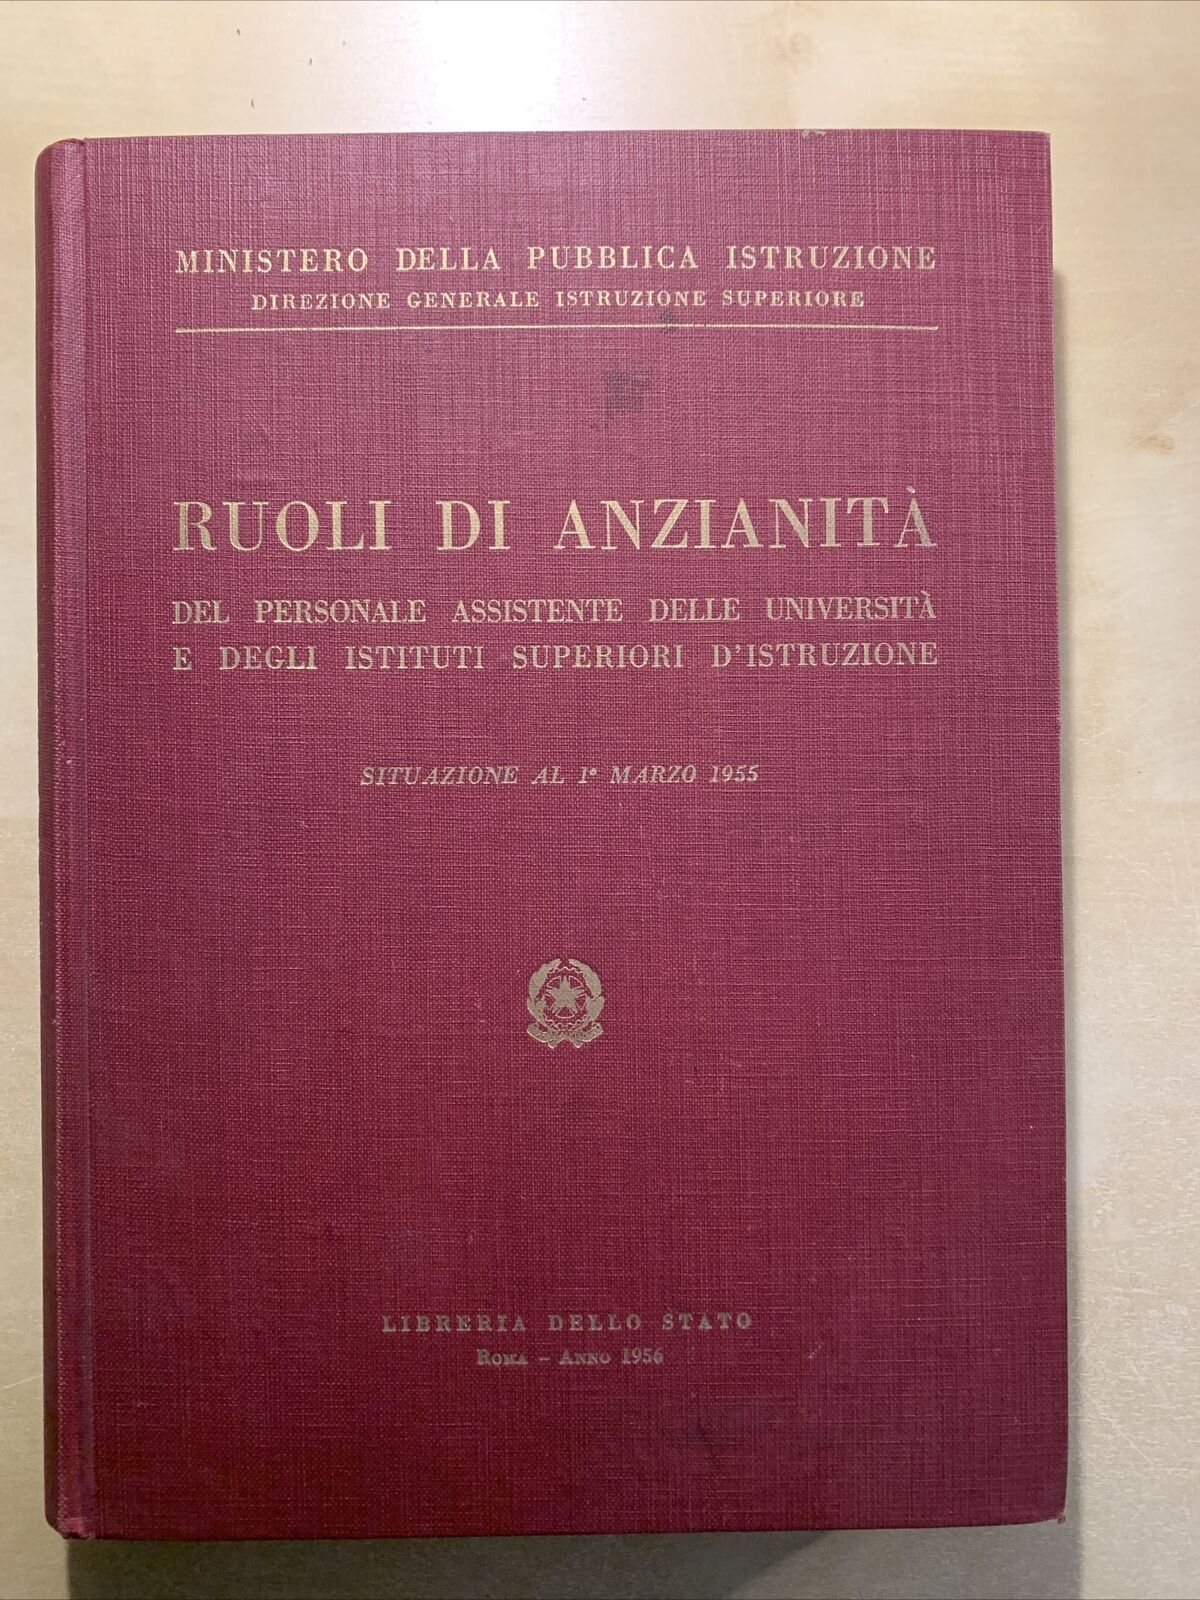 MINISTERO DELLA PUBBLICA ISTRUZIONE
DIREZIONE GENERALE ISTRUZIONE SUPERIORE
RUOLI DI ANZIANITÀ
DEL PERSONALE ASSISTENTE DELLE UNIVERSITÀ
E DEGLI ISTITUTI SUPERIORI D'ISTRUZIONE
SITUAZIONE AL 1º MARZO 1955
LIBRERIA DELLO STATO
ROMA - ANNO 1956